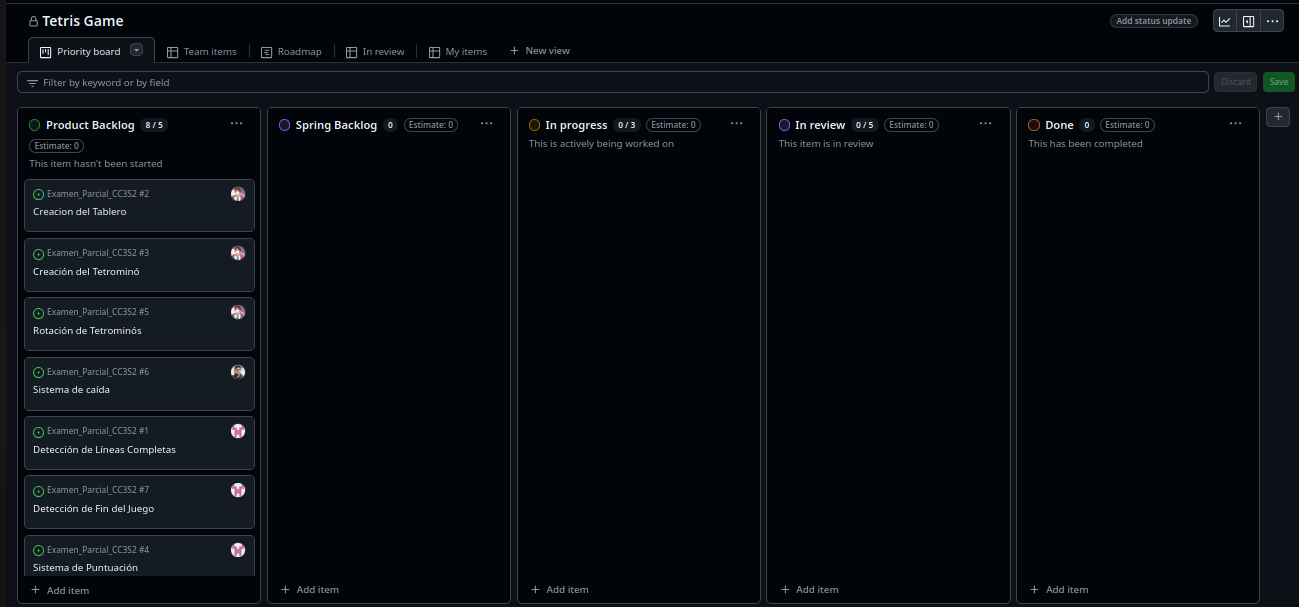 Tetris Game
Add status update
Priority board
Team items
Roadmap
In review
My items
New view
Filter by keyword or by field
Discard
Save
Product Backlog 8 / 5
Estimate: 0
This item hasn't been started
Examen_Parcial_CC3S2 #2
Creacion del Tablero
Examen_Parcial_CC3S2 #3
Creación del Tetrominó
Examen_Parcial_CC3S2 #5
Rotación de Tetrominós
Examen_Parcial_CC3S2 #6
Sistema de caída
Examen_Parcial_CC3S2 #1
Detección de Líneas Completas
Examen_Parcial_CC3S2 #7
Detección de Fin del Juego
Examen_Parcial_CC3S2 #4
Sistema de Puntuación
Add item
Spring Backlog 0 Estimate: 0
Add item
In progress 0 / 3 Estimate: 0
This is actively being worked on
Add item
In review 0 / 5 Estimate: 0
This item is in review
Add item
Done 0 Estimate: 0
This has been completed
Add item